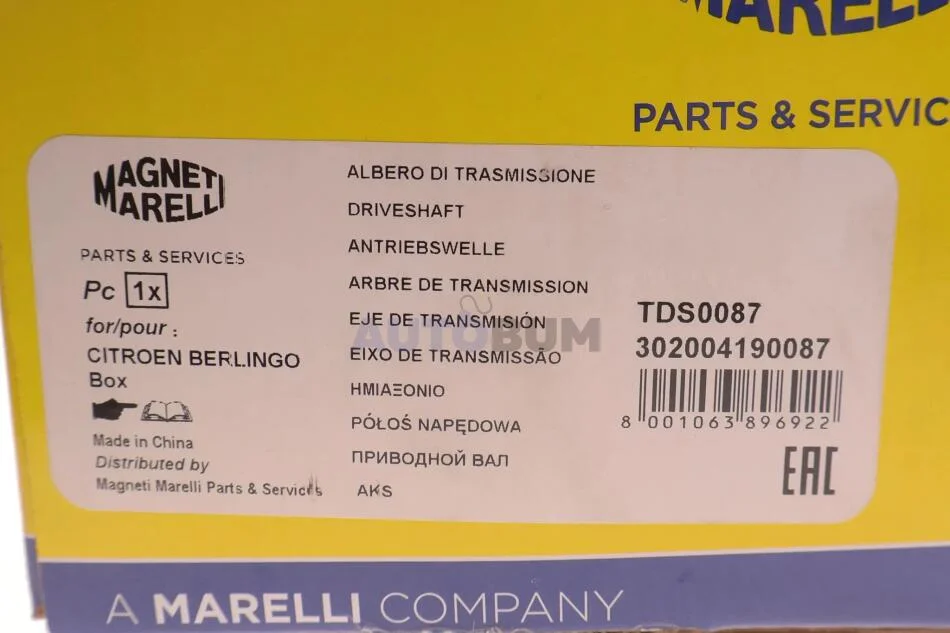 MARELLI
PARTS & SERVIC
MAGNETI
MARELLI
PARTS & SERVICES
Pc 1x
for/pour :
CITROEN BERLINGO
Box
Made in China
Distributed by
Magneti Marelli Parts & Services
ALBERO DI TRASMISSIONE
DRIVESHAFT
ANTRIEBSWELLE
ARBRE DE TRANSMISSION
EJE DE TRANSMISIÓN
EIXO DE TRANSMISSÃO
ΗΜΙΑΞΟΝΙΟ
PÓŁOŚ NAPĘDOWA
ПРИВОДНОЙ ВАЛ
AKS
AUTOBUM
TDS0087
302004190087
8 001063 896922
EAC
A MARELLI COMPANY